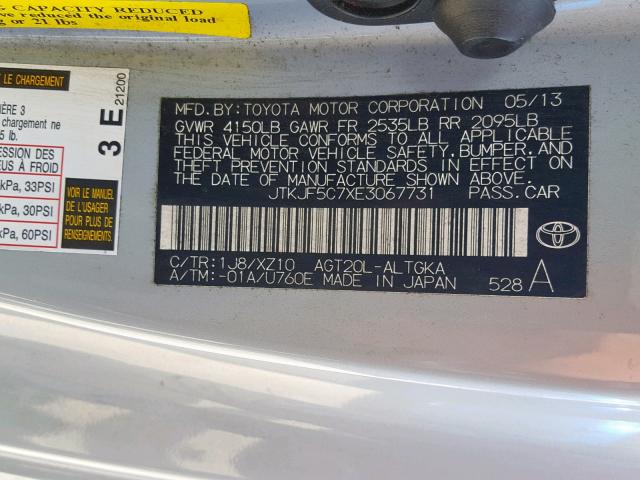 G CAPACITY REDUCED
ve reduced the original load
g or 21 lbs
LE CHARGEMENT
IÈRE 3
chargement ne
5 lb.
3 E
21200
DES PNEUS
US À FROID
kPa, 33PSI
kPa, 30PSI
kPa, 60PSI
VOIR LE MANUEL
DE L'USAGER
POUR PLUS DE
RENSEIGNEMENTS
MFD.BY:TOYOTA MOTOR CORPORATION 05/13
GVWR 4150LB GAWR FR 2535LB RR 2095LB
THIS VEHICLE CONFORMS TO ALL APPLICABLE
FEDERAL MOTOR VEHICLE SAFETY,BUMPER,AND
THEFT PREVENTION STANDARDS IN EFFECT ON
THE DATE OF MANUFACTURE SHOWN ABOVE.
JTKJF5C7XE3067731 PASS.CAR
TOYOTA
C/TR:1J8/XZ10 AGT20L-ALTGKA
A/TM:-01A/U760E MADE IN JAPAN 528 A